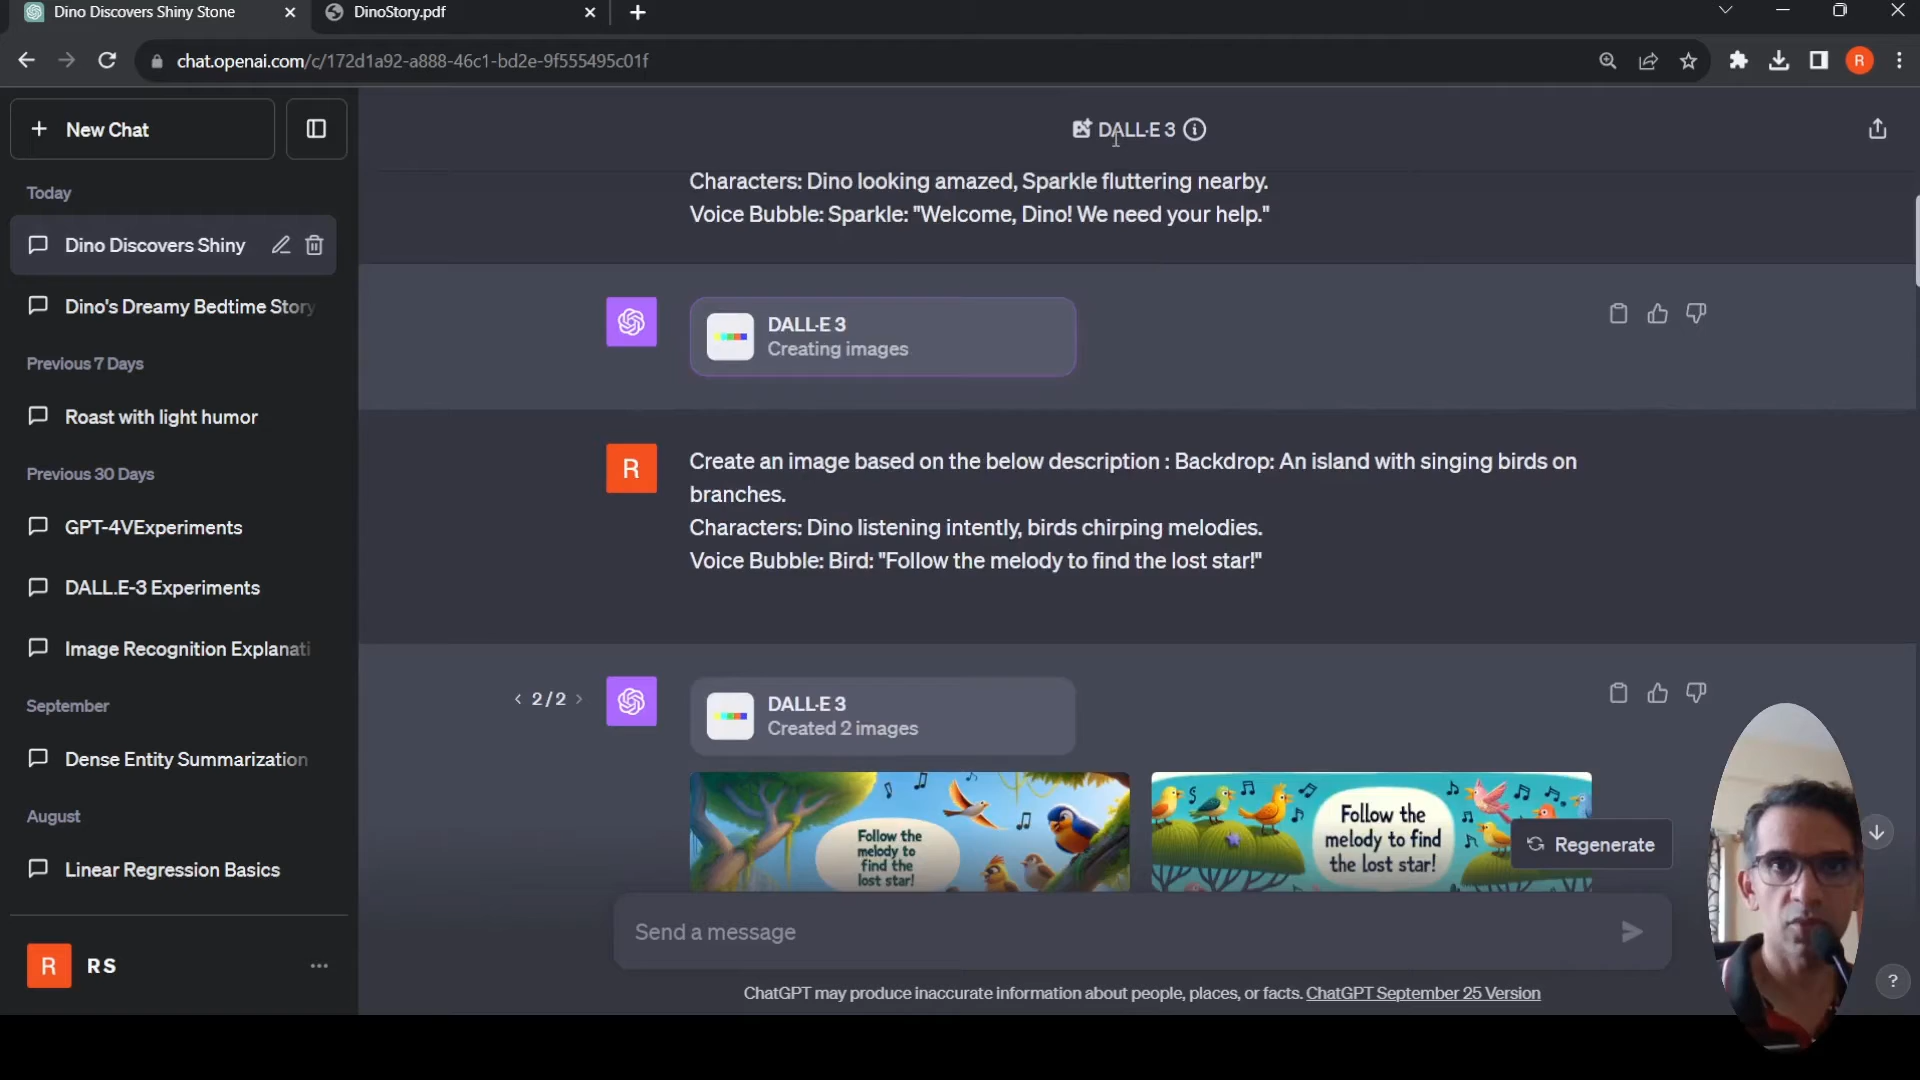 Dino Discovers Shiny Stone
DinoStory.pdf
chat.openai.com/c/172d1a92-a888-46c1-bd2e-9f555495c01f
R
New Chat
DALL·E 3
Today
Dino Discovers Shiny
Dino's Dreamy Bedtime Story
Previous 7 Days
Roast with light humor
Previous 30 Days
GPT-4VExperiments
DALL.E-3 Experiments
Image Recognition Explanati
September
Dense Entity Summarization
August
Linear Regression Basics
R
RS
Characters: Dino looking amazed, Sparkle fluttering nearby.
Voice Bubble: Sparkle: "Welcome, Dino! We need your help."
DALL·E 3
Creating images
R
Create an image based on the below description : Backdrop: An island with singing birds on
branches.
Characters: Dino listening intently, birds chirping melodies.
Voice Bubble: Bird: "Follow the melody to find the lost star!"
2/2
DALL·E 3
Created 2 images
Follow the
melody to
find the
lost star!
Follow the
melody to find
the lost star!
Regenerate
Send a message
ChatGPT may produce inaccurate information about people, places, or facts. ChatGPT September 25 Version
?